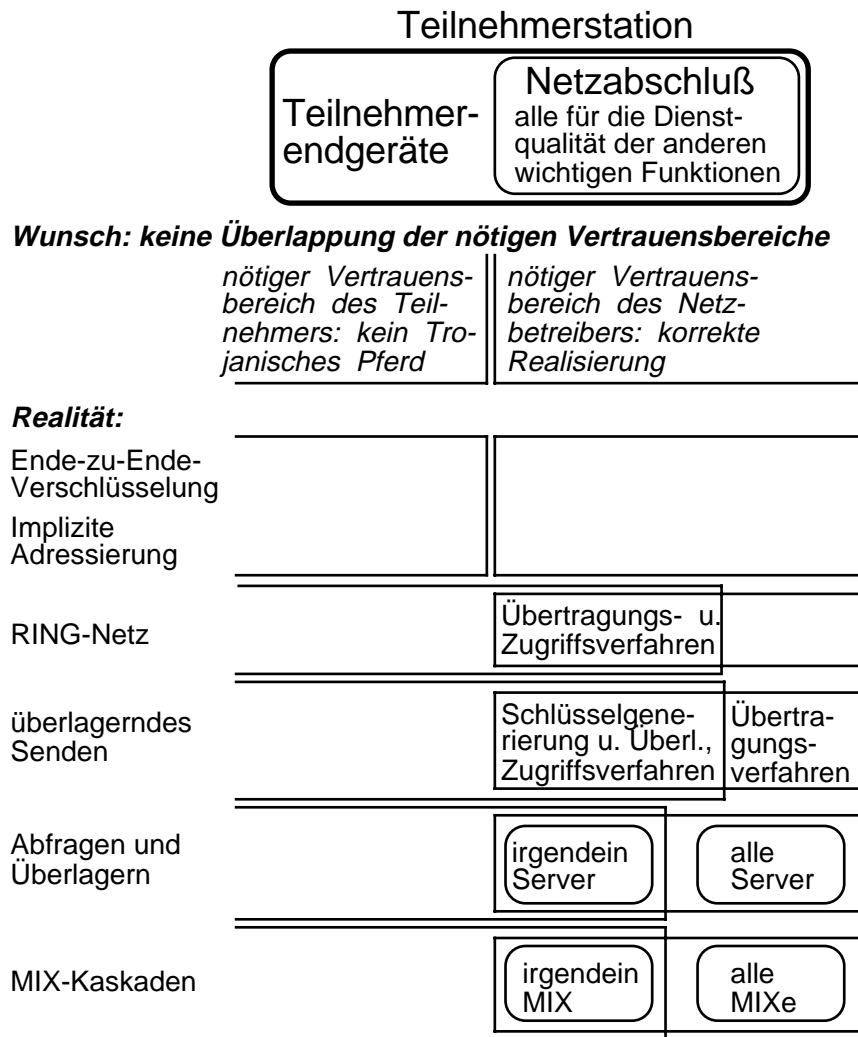 Teilnehmerstation
Teilnehmer-
endgeräte
Netzabschluß
alle für die Dienst-
qualität der anderen
wichtigen Funktionen
Wunsch: keine Überlappung der nötigen Vertrauensbereiche
nötiger Vertrauens-
bereich des Teil-
nehmers: kein Tro-
janisches Pferd
nötiger Vertrauens-
bereich des Netz-
betreibers: korrekte
Realisierung
Realität:
Ende-zu-Ende-
Verschlüsselung
Implizite
Adressierung
RING-Netz
Übertragungs- u.
Zugriffsverfahren
überlagerndes
Senden
Schlüsselgene-
rierung u. Überl.,
Zugriffsverfahren
Übertra-
gungs-
verfahren
Abfragen und
Überlagern
irgendein
Server
alle
Server
MIX-Kaskaden
irgendein
MIX
alle
MIXe